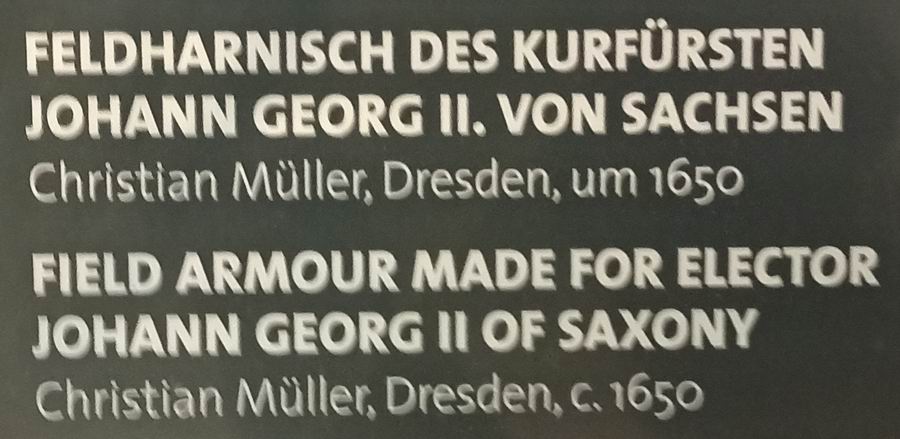 FELDHARNISCH DES KURFÜRSTEN
JOHANN GEORG II. VON SACHSEN
Christian Müller, Dresden, um 1650
FIELD ARMOUR MADE FOR ELECTOR
JOHANN GEORG II OF SAXONY
Christian Müller, Dresden, c. 1650